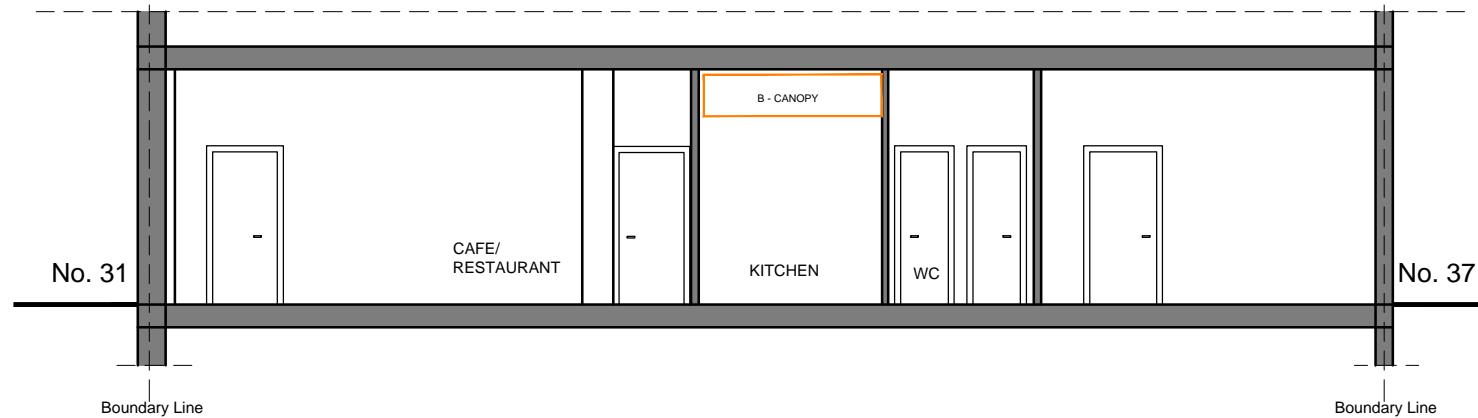 B - CANOPY
CAFE/
RESTAURANT
KITCHEN
WC
No. 31
No. 37
Boundary Line
Boundary Line